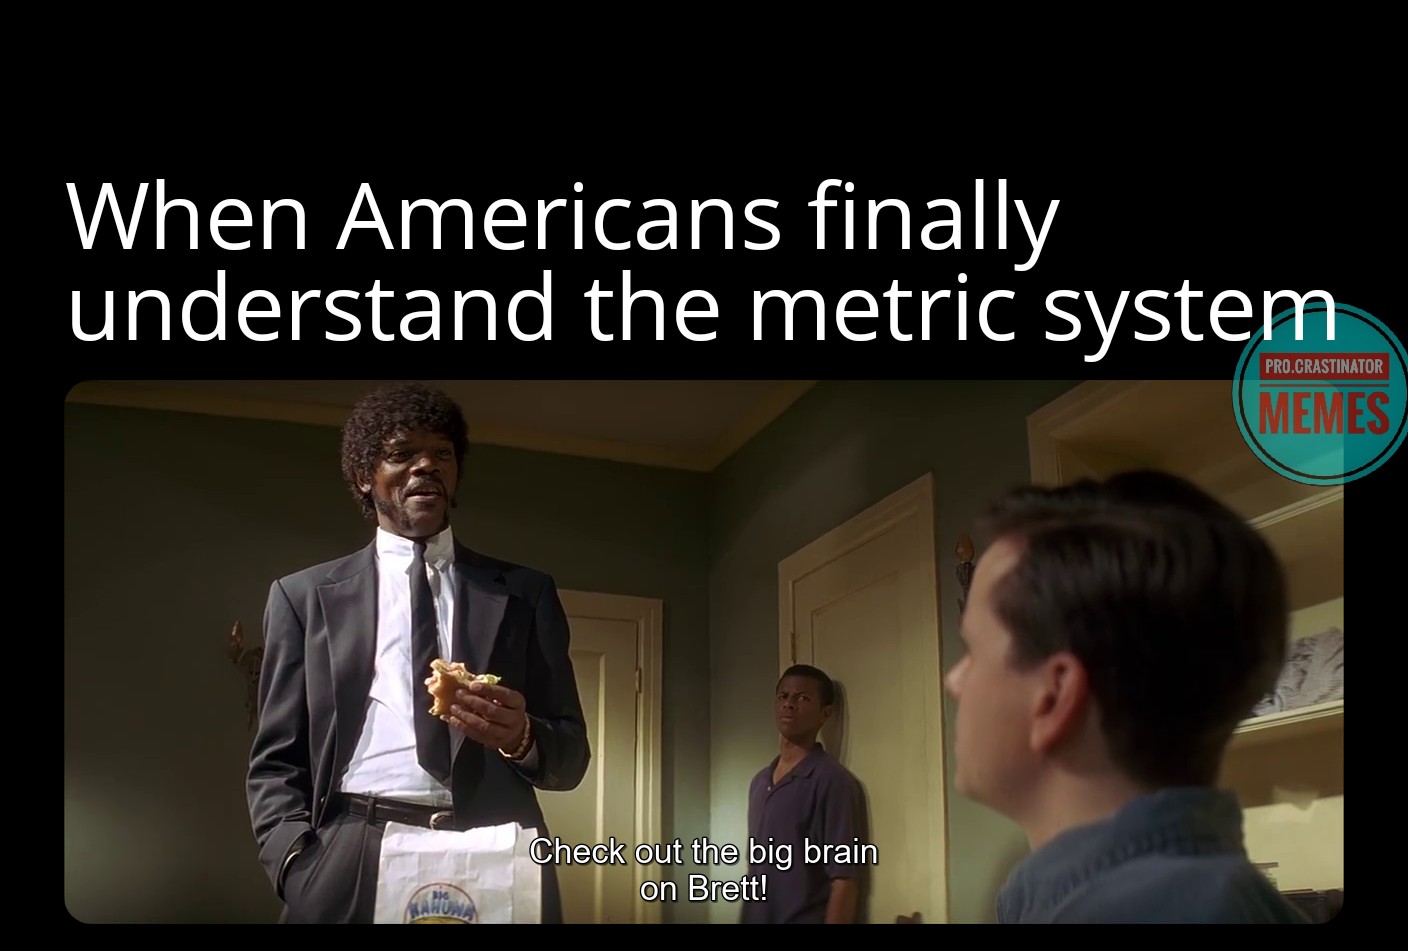 When Americans finally
understand the metric system
PRO.CRASTINATOR
MEMES
Check out the big brain
on Brett!
BIG
KAHUNA